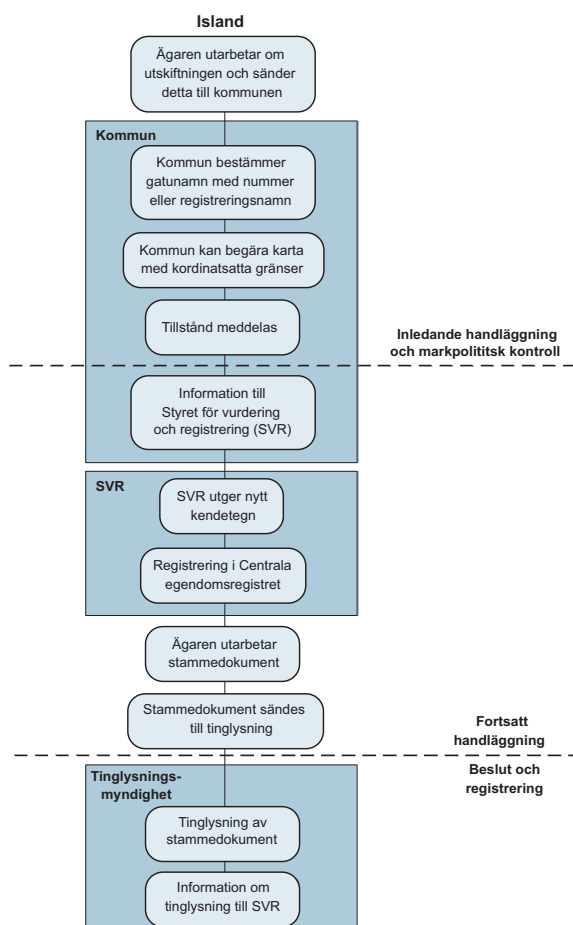 Island
Ägaren utarbetar om
utskiftningen och sänder
detta till kommunen
Kommun
Kommun bestämmer
gatunamn med nummer
eller registreringsnamn
Kommun kan begära karta
med kordinatsatta gränser
Tillstånd meddelas
Inledande handläggning
och markpolititsk kontroll
Information till
Styret för vurdering
och registrering (SVR)
SVR
SVR utger nytt
kendetegn
Registrering i Centrala
egendomsregistret
Ägaren utarbetar
stammedokument
Stammedokument sändes
till tinglysning
Fortsatt
handläggning
Beslut och
registrering
Tinglysnings-
myndighet
Tinglysning av
stammedokument
Information om
tinglysning till SVR